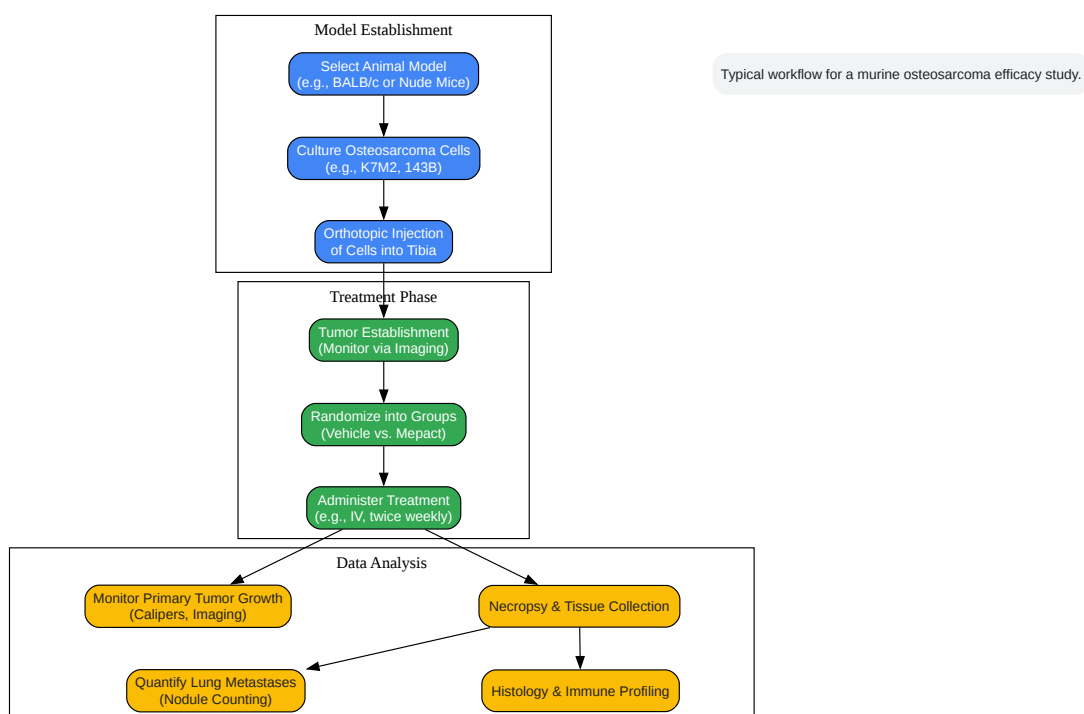 Model Establishment
Select Animal Model
(e.g., BALB/c or Nude Mice)
Typical workflow for a murine osteosarcoma efficacy study.
Culture Osteosarcoma Cells
(e.g., K7M2, 143B)
Orthotopic Injection
of Cells into Tibia
Treatment Phase
Tumor Establishment
(Monitor via Imaging)
Randomize into Groups
(Vehicle vs. Mepact)
Administer Treatment
(e.g., IV, twice weekly)
Data Analysis
Monitor Primary Tumor Growth
(Calipers, Imaging)
Necropsy & Tissue Collection
Quantify Lung Metastases
(Nodule Counting)
Histology & Immune Profiling